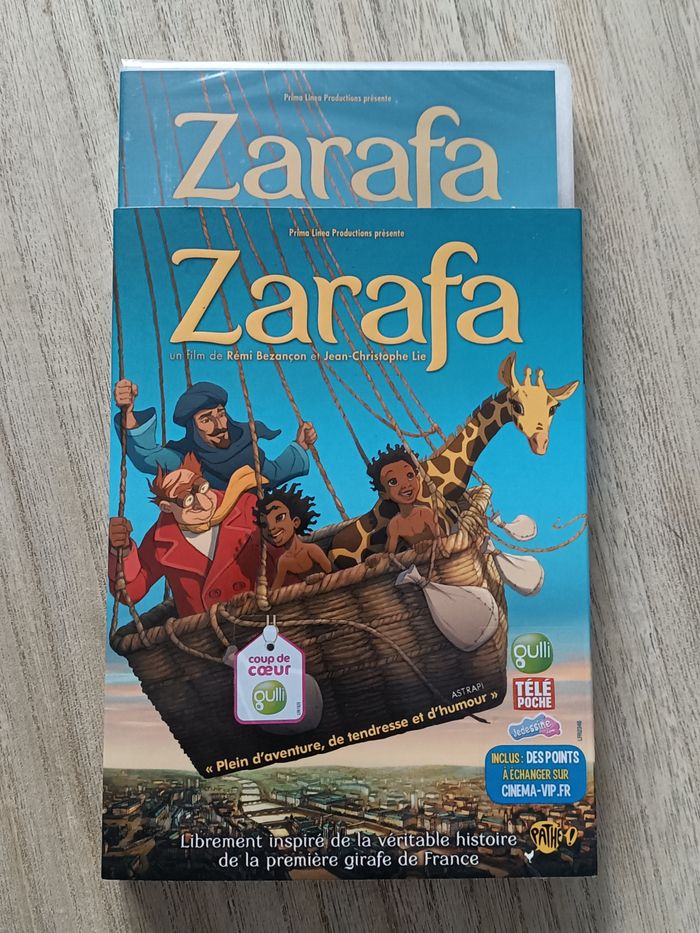 Prima Linea Productions présente
Zarafa
Prima Linea Productions présente
Zarafa
un film de Rémi Bezançon et Jean-Christophe Lie
coup de
cœur
gulli
ASTRAPI
« Plein d'aventure, de tendresse et d'humour »
gulli
TÉLÉ
POCHE
Jedessine
INCLUS : DES POINTS
À ÉCHANGER SUR
CINEMA-VIP.FR
Librement inspiré de la véritable histoire
de la première girafe de France
PATHÉ!